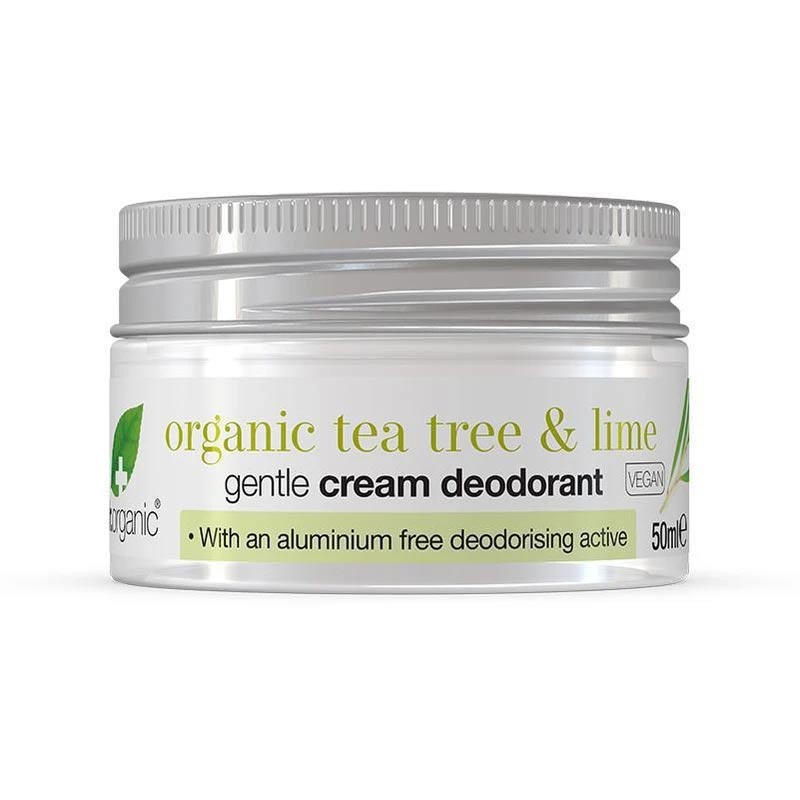 organic tea tree & lime
gentle cream deodorant
VEGAN
organic®
• With an aluminium free deodorising active
50ml℮